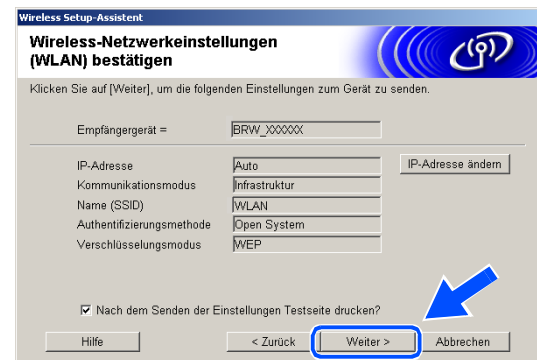 Wireless Setup-Assistent
Wireless-Netzwerkeinstellungen
(WLAN) bestätigen
Klicken Sie auf [Weiter], um die folgenden Einstellungen zum Gerät zu senden.
Empfängergerät = BRW_XXXXXX
IP-Adresse Auto IP-Adresse ändern
Kommunikationsmodus Infrastruktur
Name (SSID) WLAN
Authentifizierungsmethode Open System
Verschlüsselungsmodus WEP
Nach dem Senden der Einstellungen Testseite drucken?
Hilfe < Zurück Weiter > Abbrechen